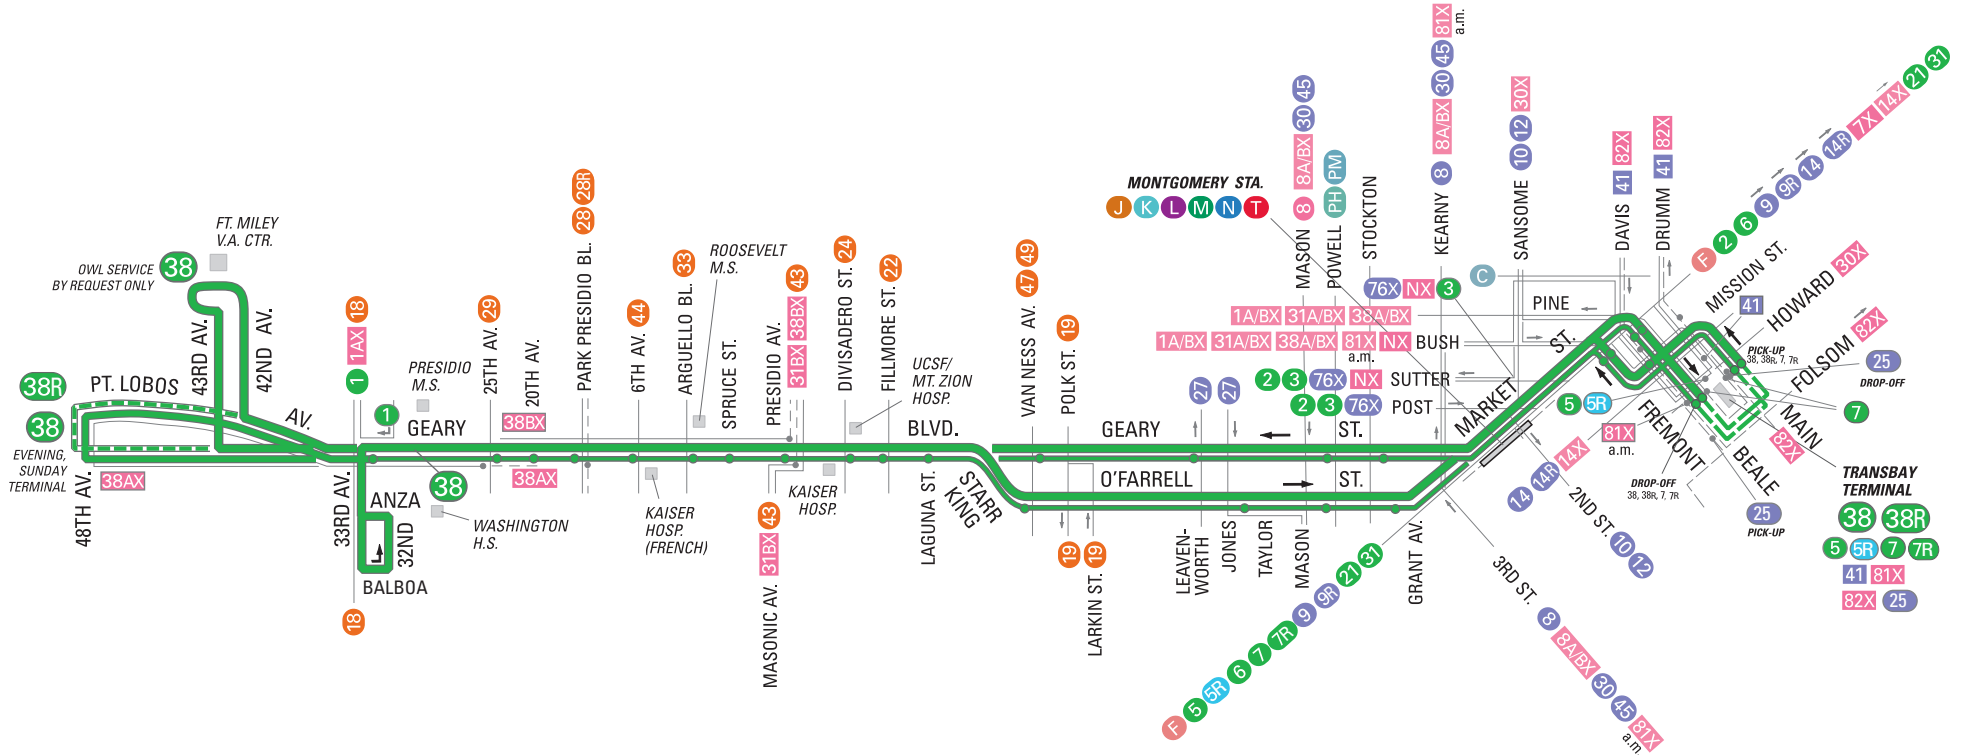 FT. MILEY
V.A. CTR.
38
OWL SERVICE
BY REQUEST ONLY
43RD AV.
42ND AV.
38R
PT. LOBOS
AV.
38
EVENING,
SUNDAY
TERMINAL
48TH AV.
38AX
18
1AX
1
1
33RD AV.
ANZA
32ND
BALBOA
18
PRESIDIO
M.S.
GEARY
38
WASHINGTON
H.S.
29
25TH AV.
20TH AV.
38BX
38AX
28 28R
PARK PRESIDIO BL.
44
6TH AV.
KAISER
HOSP.
(FRENCH)
33
ARGUELLO BL.
ROOSEVELT
M.S.
SPRUCE ST.
43
31BX 38BX
PRESIDIO AV.
MASONIC AV. 31BX 43
KAISER
HOSP.
24
DIVISADERO ST.
22
FILLMORE ST.
UCSF/
MT. ZION
HOSP.
BLVD.
LAGUNA ST.
STARR
KING
47 49
VAN NESS AV.
19
POLK ST.
19
LARKIN ST. 19
GEARY
ST.
O'FARRELL
ST.
27
27
LEAVEN-
WORTH
JONES
TAYLOR
MASON
GRANT AV.
MONTGOMERY STA.
J K L M N T
MASON 8 8A/BX 30 45
POWELL PH PM
STOCKTON
KEARNY 8 8A/BX 30 45 81X
a.m.
SANSOME 10 12 30X
DAVIS 41 82X
DRUMM 41 82X
76X NX 3
C
1A/BX 31A/BX 38A/BX
PINE
1A/BX 31A/BX 38A/BX 81X NX BUSH
a.m.
2 3 76X NX SUTTER
2 3 76X POST
MARKET
ST.
F 2 6 9 9R 14 14R 7X 14X 21 31
MISSION ST.
41
HOWARD 30X
FOLSOM 82X
PICK-UP
38, 38R, 7, 7R
25
DROP-OFF
7
5 5R
FREMONT
81X
a.m.
14 14R 14X
DROP-OFF
38, 38R, 7, 7R
BEALE
MAIN
82X
25
PICK-UP
2ND ST. 10 12
3RD ST. 8 8A/BX 30 45 81X
a.m.
F 5 5R 6 7 7R 9 9R 21 31
TRANSBAY
TERMINAL
38 38R
5 5R 7 7R
41 81X
82X 25